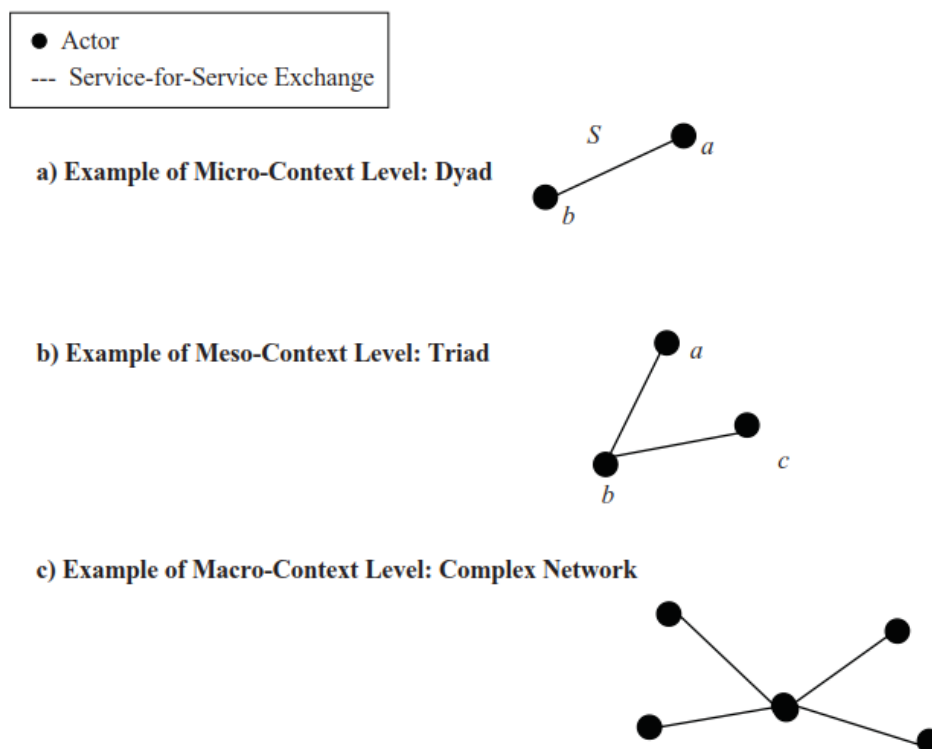 Actor
--- Service-for-Service Exchange
S
a
a) Example of Micro-Context Level: Dyad
b
b) Example of Meso-Context Level: Triad
a
c
b
c) Example of Macro-Context Level: Complex Network